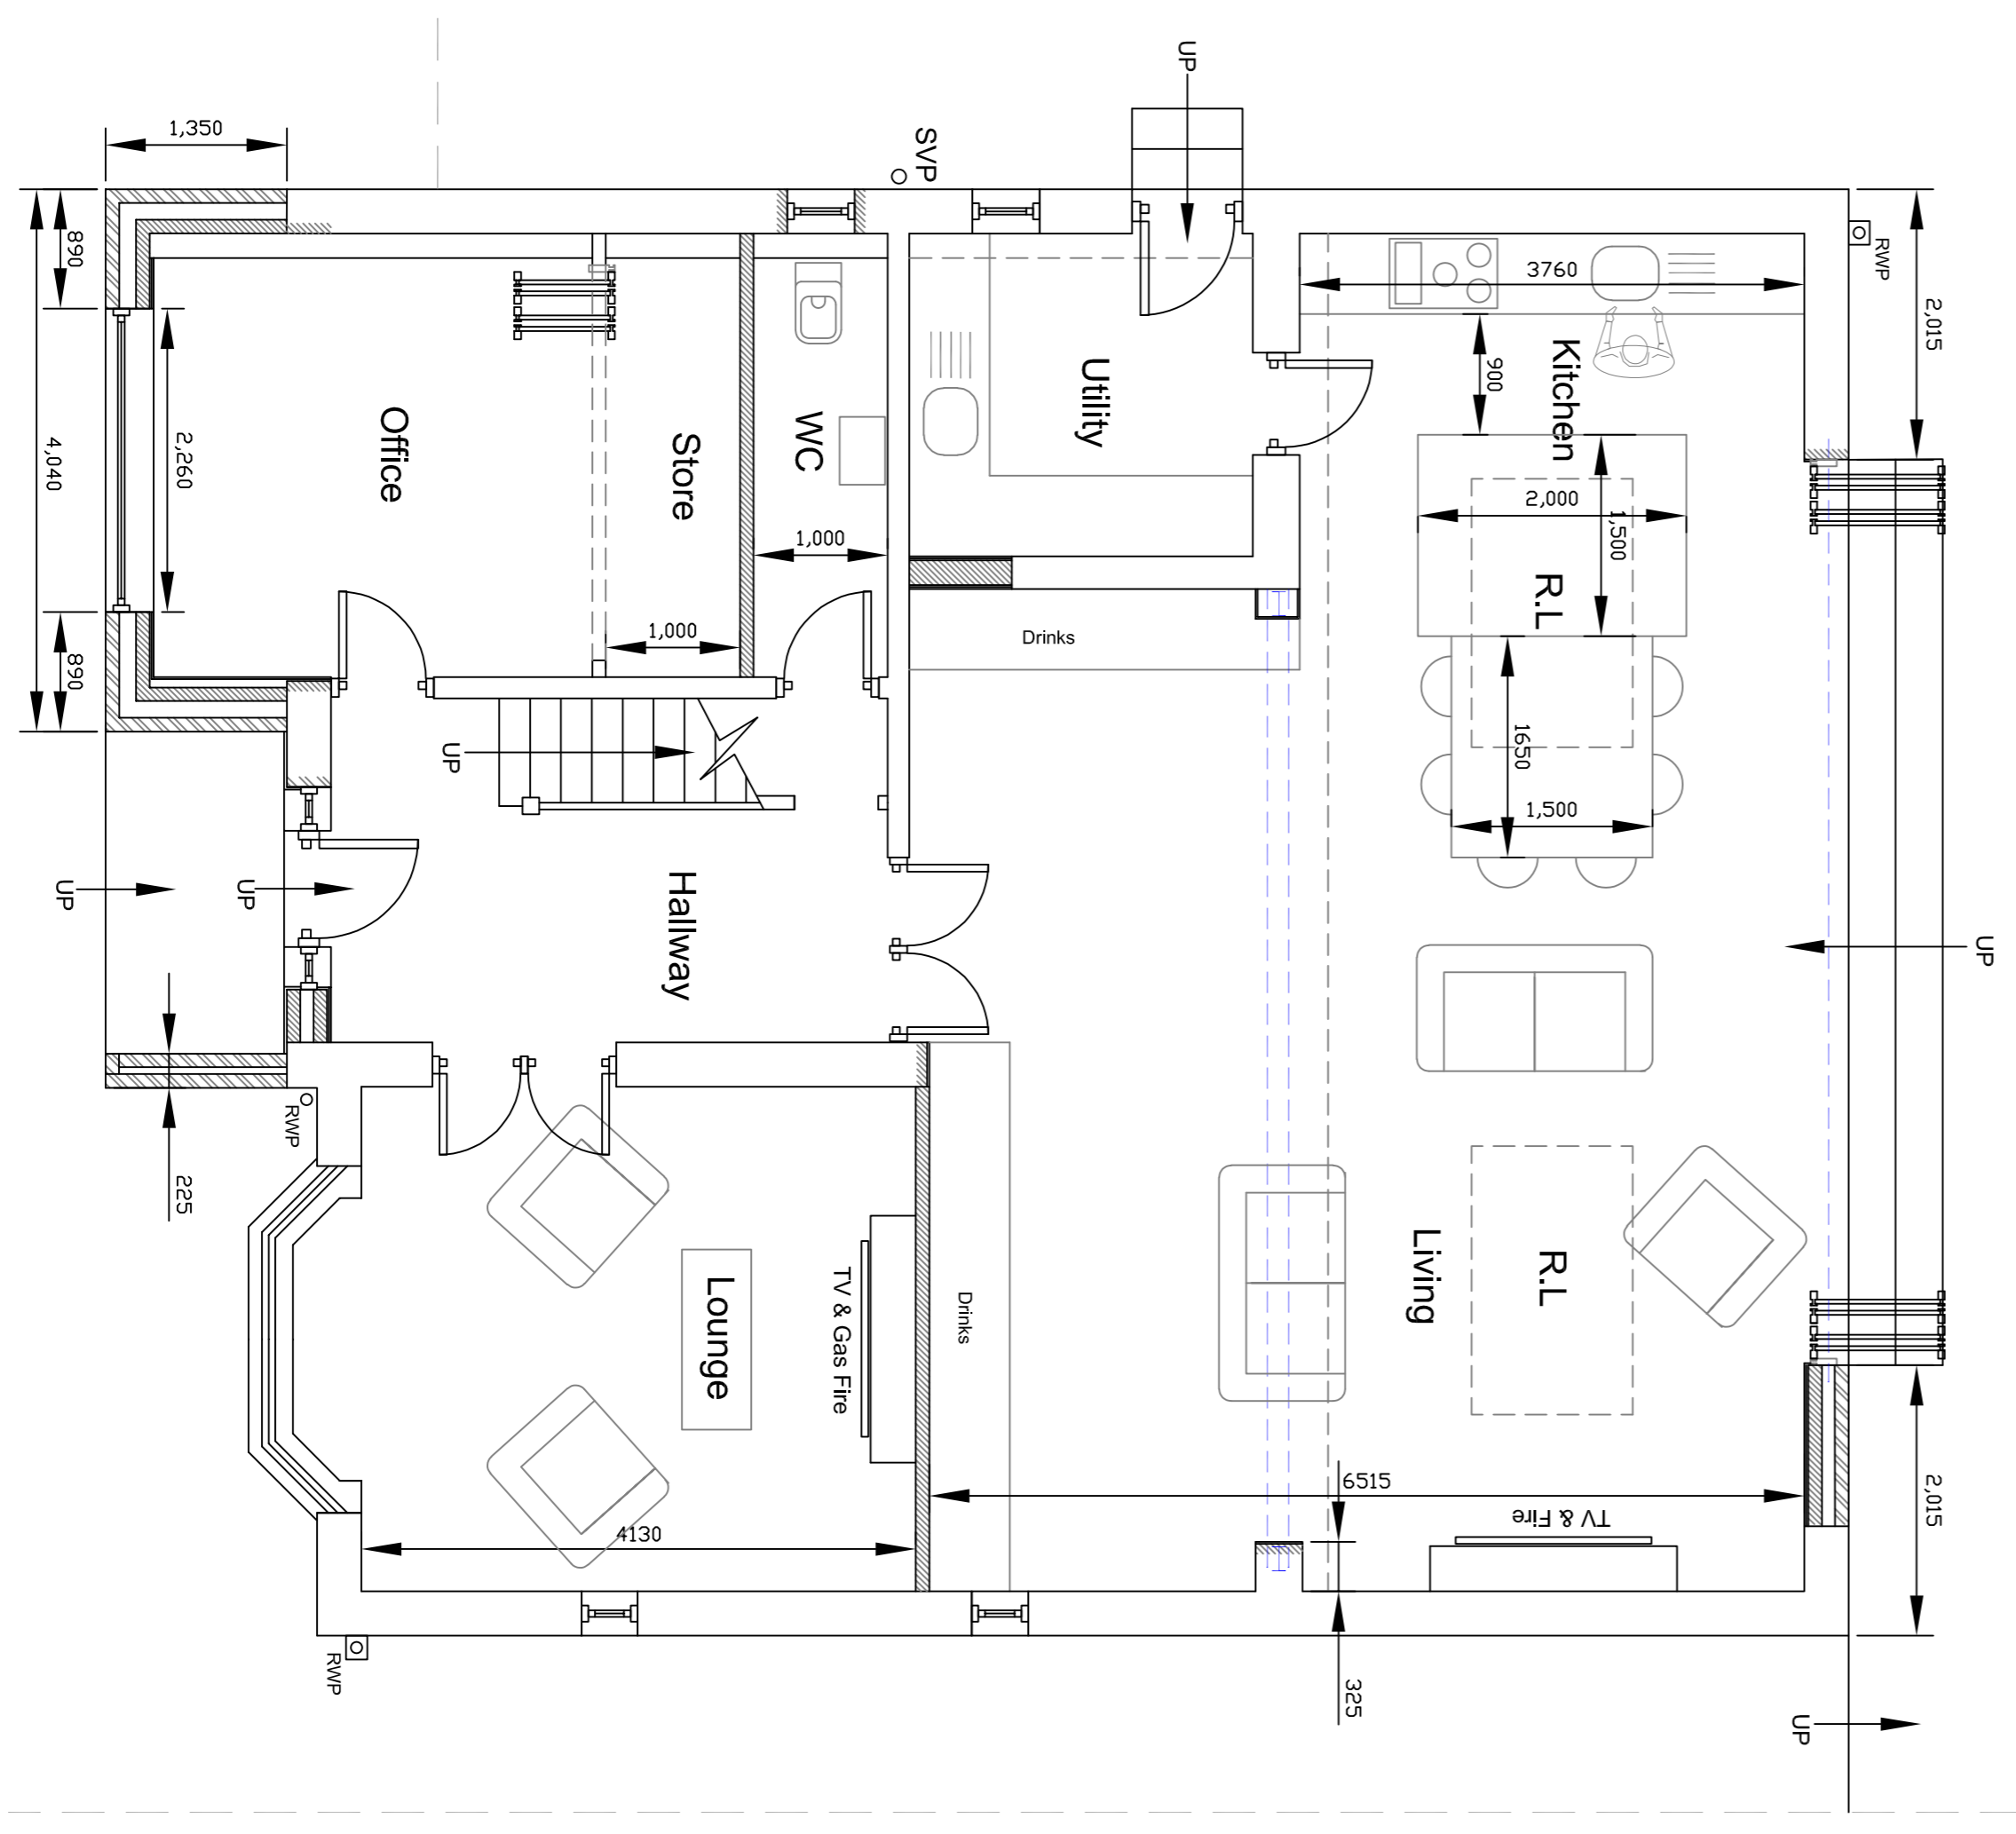 UP
SVP
1,350
RWP
2,015
890
3760
Kitchen
900
Utility
2,260
4,040
Office
Store
WC
2,000
1,500
1,000
R.L
890
1,000
Drinks
1650
UP
1,500
UP
UP
Hallway
UP
RWP
225
Living
R.L
Lounge
TV & Gas Fire
Drinks
6515
2,015
TV & Fire
4130
RWP
325
UP